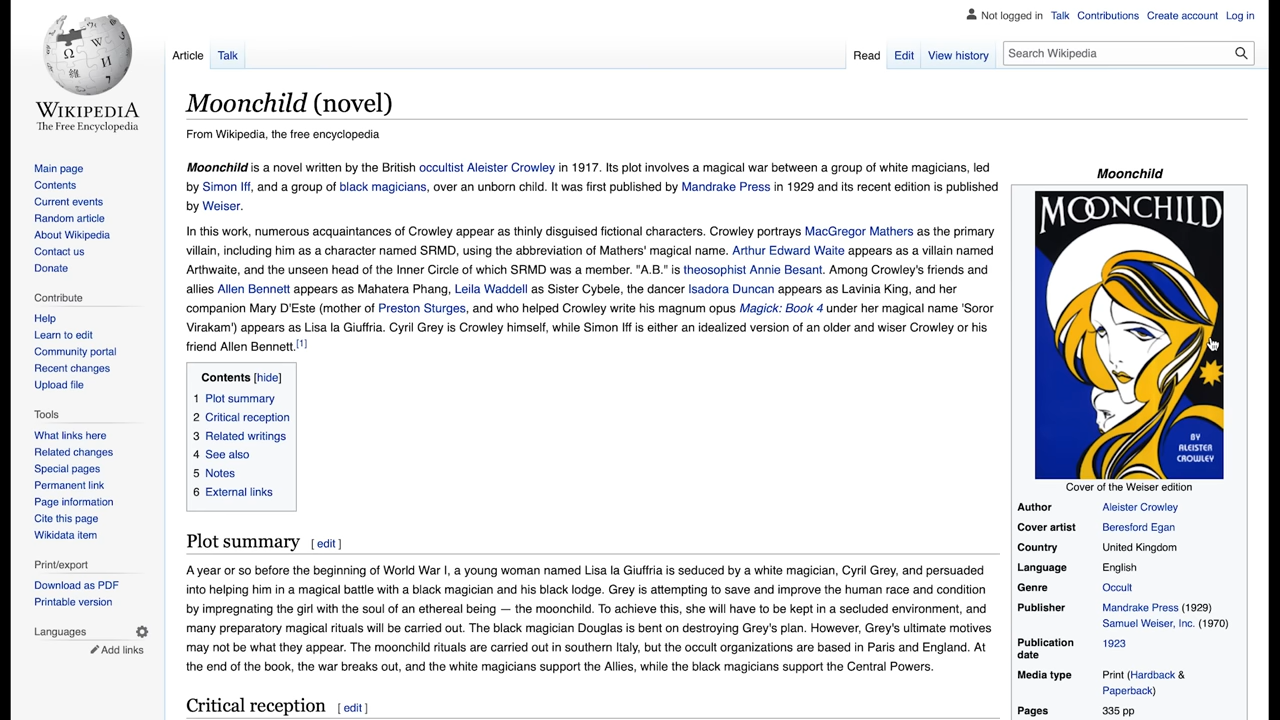 Not logged in Talk Contributions Create account Log in
Article Talk
Read Edit View history Search Wikipedia
WIKIPEDIA
The Free Encyclopedia
Main page
Contents
Current events
Random article
About Wikipedia
Contact us
Donate
Contribute
Help
Learn to edit
Community portal
Recent changes
Upload file
Tools
What links here
Related changes
Special pages
Permanent link
Page information
Cite this page
Wikidata item
Print/export
Download as PDF
Printable version
Languages
Add links
Moonchild (novel)
From Wikipedia, the free encyclopedia
Moonchild is a novel written by the British occultist Aleister Crowley in 1917. Its plot involves a magical war between a group of white magicians, led
by Simon Iff, and a group of black magicians, over an unborn child. It was first published by Mandrake Press in 1929 and its recent edition is published
by Weiser.
In this work, numerous acquaintances of Crowley appear as thinly disguised fictional characters. Crowley portrays MacGregor Mathers as the primary
villain, including him as a character named SRMD, using the abbreviation of Mathers' magical name. Arthur Edward Waite appears as a villain named
Arthwaite, and the unseen head of the Inner Circle of which SRMD was a member. "A.B." is theosophist Annie Besant. Among Crowley's friends and
allies Allen Bennett appears as Mahatera Phang, Leila Waddell as Sister Cybele, the dancer Isadora Duncan appears as Lavinia King, and her
companion Mary D'Este (mother of Preston Sturges, and who helped Crowley write his magnum opus Magick: Book 4 under her magical name 'Soror
Virakam') appears as Lisa la Giuffria. Cyril Grey is Crowley himself, while Simon Iff is either an idealized version of an older and wiser Crowley or his
friend Allen Bennett.[1]
Contents [hide]
1 Plot summary
2 Critical reception
3 Related writings
4 See also
5 Notes
6 External links
Plot summary [ edit ]
A year or so before the beginning of World War I, a young woman named Lisa la Giuffria is seduced by a white magician, Cyril Grey, and persuaded
into helping him in a magical battle with a black magician and his black lodge. Grey is attempting to save and improve the human race and condition
by impregnating the girl with the soul of an ethereal being — the moonchild. To achieve this, she will have to be kept in a secluded environment, and
many preparatory magical rituals will be carried out. The black magician Douglas is bent on destroying Grey's plan. However, Grey's ultimate motives
may not be what they appear. The moonchild rituals are carried out in southern Italy, but the occult organizations are based in Paris and England. At
the end of the book, the war breaks out, and the white magicians support the Allies, while the black magicians support the Central Powers.
Critical reception [ edit ]
Moonchild
MOONCHILD
BY
ALEISTER
CROWLEY
Cover of the Weiser edition
Author Aleister Crowley
Cover artist Beresford Egan
Country United Kingdom
Language English
Genre Occult
Publisher Mandrake Press (1929)
Samuel Weiser, Inc. (1970)
Publication 1923
date
Media type Print (Hardback &
Paperback)
Pages 335 pp